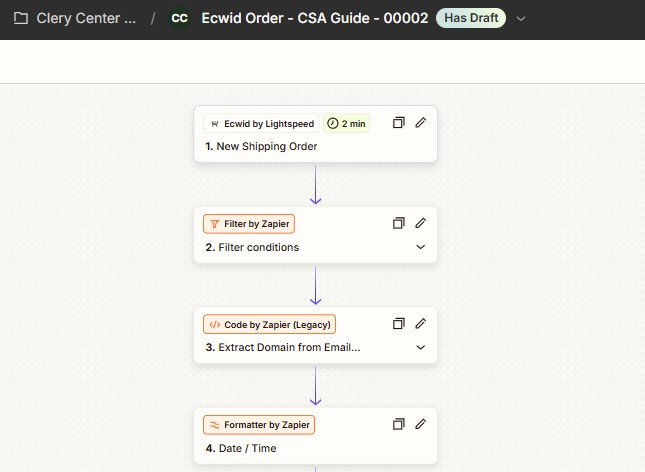 Clery Center ... / CC Ecwid Order - CSA Guide - 00002 Has Draft
Ecwid by Lightspeed 2 min
1. New Shipping Order
Filter by Zapier
2. Filter conditions
Code by Zapier (Legacy)
3. Extract Domain from Email...
Formatter by Zapier
4. Date / Time